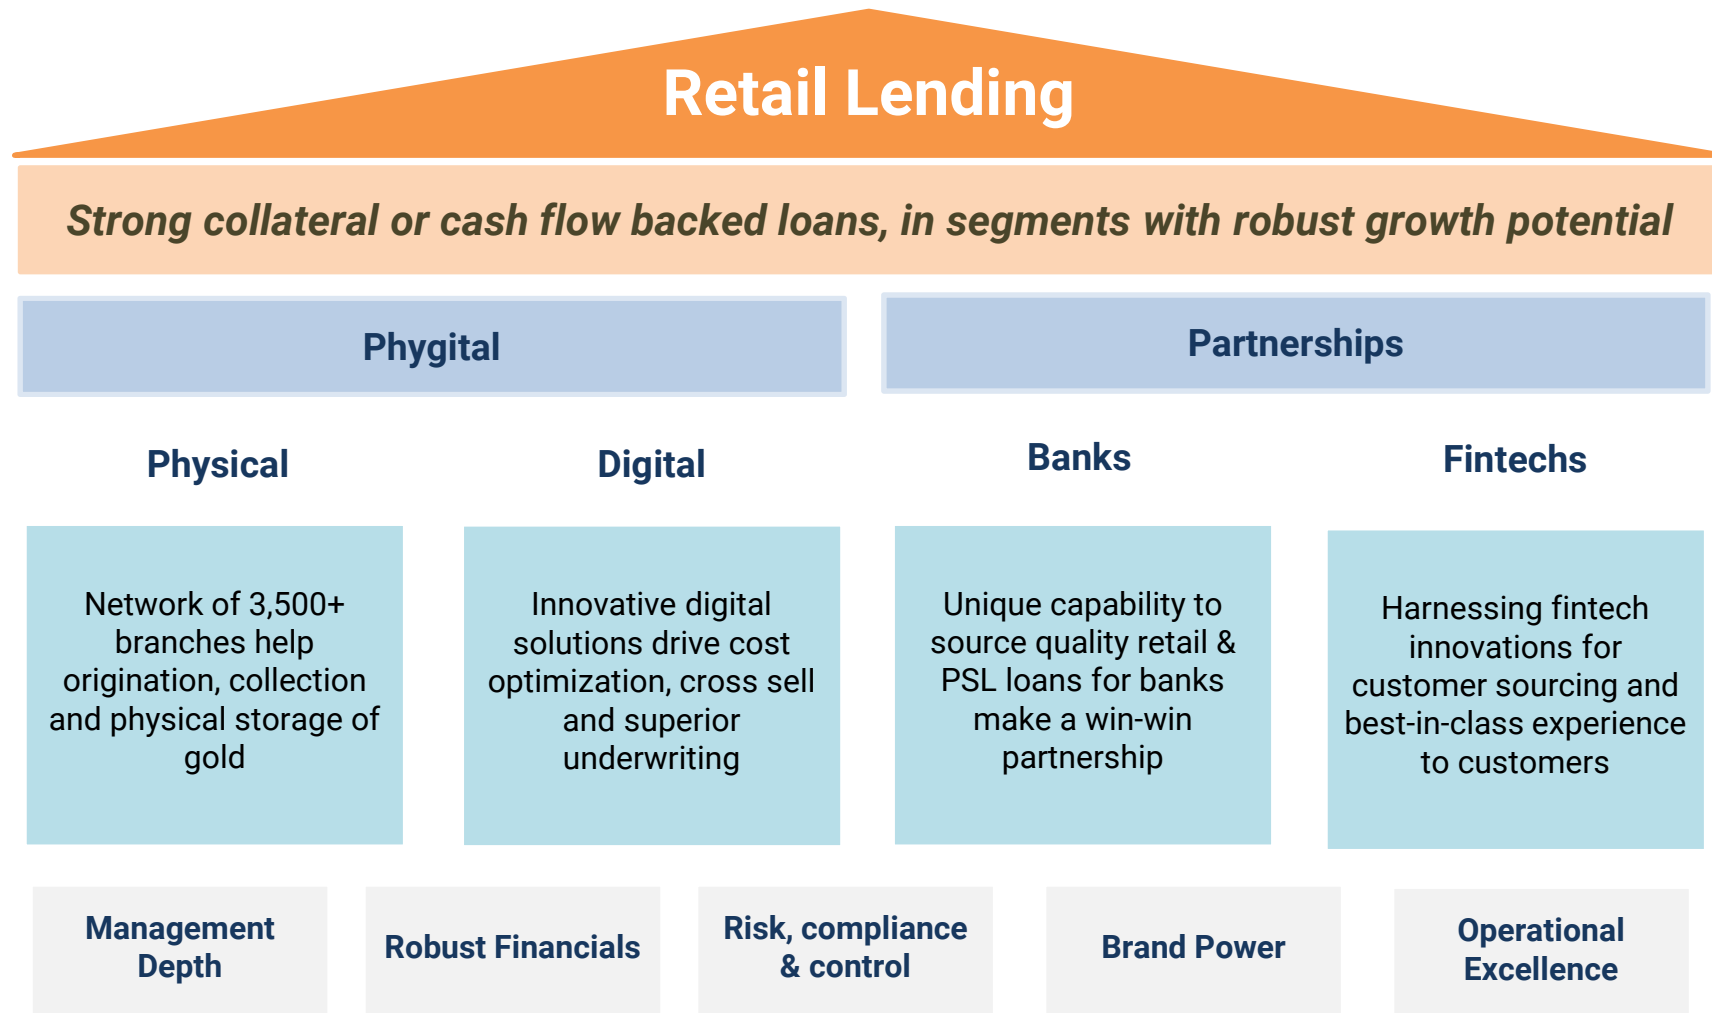 Retail Lending
Strong collateral or cash flow backed loans, in segments with robust growth potential
Phygital
Partnerships
Physical
Digital
Banks
Fintechs
Network of 3,500+
branches help
origination, collection
and physical storage of
gold
Innovative digital
solutions drive cost
optimization, cross sell
and superior
underwriting
Unique capability to
source quality retail &
PSL loans for banks
make a win-win
partnership
Harnessing fintech
innovations for
customer sourcing and
best-in-class experience
to customers
Management
Depth
Robust Financials
Risk, compliance
& control
Brand Power
Operational
Excellence